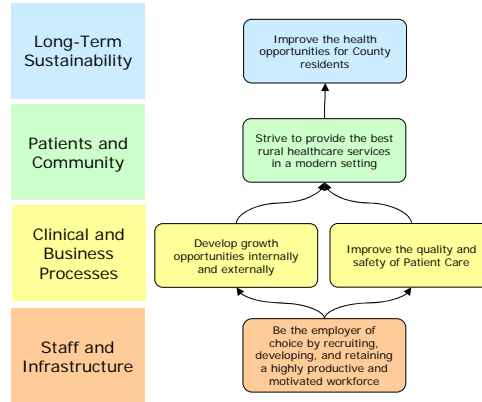 Long-Term
Sustainability
Improve the health
opportunities for County
residents
Patients and
Community
Strive to provide the best
rural healthcare services
in a modern setting
Clinical and
Business
Processes
Develop growth
opportunities internally
and externally
Improve the quality and
safety of Patient Care
Staff and
Infrastructure
Be the employer of
choice by recruiting,
developing, and retaining
a highly productive and
motivated workforce